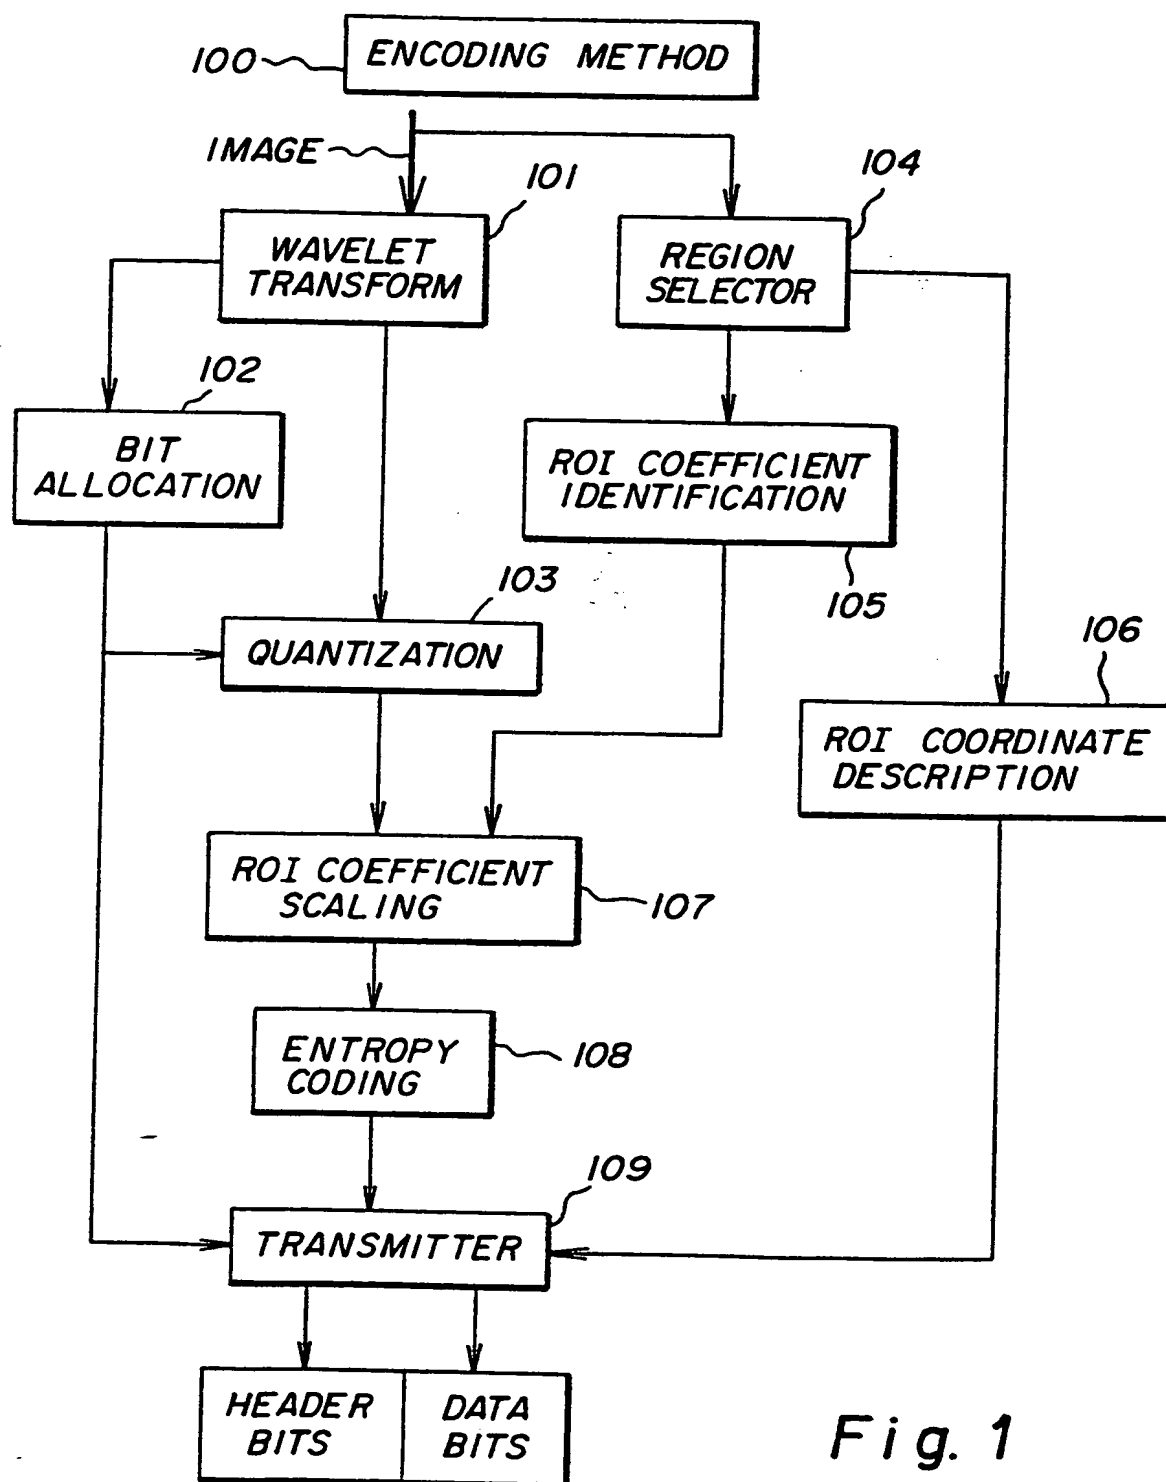 ENCODING METHOD
100
IMAGE
101
104
WAVELET
TRANSFORM
REGION
SELECTOR
102
BIT
ALLOCATION
ROI COEFFICIENT
IDENTIFICATION
103
105
QUANTIZATION
106
ROI COORDINATE
DESCRIPTION
ROI COEFFICIENT
SCALING
107
ENTROPY
CODING
108
109
TRANSMITTER
HEADER
BITS
DATA
BITS
Fig. 1